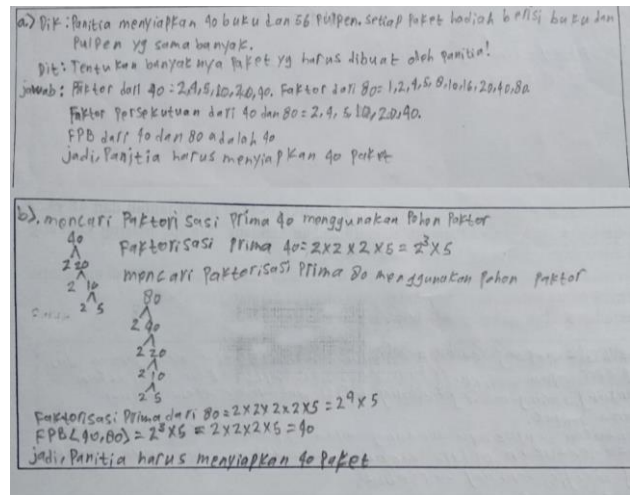 a) Dik : Panitia menyiapkan 40 buku dan 56 pulpen. setiap Paket hadiah berisi buku dan
Pulpen yg sama banyak.
Dit : Tentukan banyaknya Paket yg harus dibuat oleh panitia!
jawab : Faktor dari 40 = 2,4,5,10,20,40. Faktor dari 80 = 1,2,4,5,8,10,16,20,40,80.
Faktor Persekutuan dari 40 dan 80 = 2, 4, 5, 10, 20, 40.
FPB dari 40 dan 80 adalah 40
jadi, Panitia harus menyiapkan 40 Paket
b). mencari Faktorisasi Prima 40 menggunakan Pohon Faktor
40
Faktorisasi Prima 40 = 2 x 2 x 2 x 5 = 2³ x 5
2 20
mencari Faktorisasi Prima 80 menggunakan Pohon Faktor
2 10
2 5
80
2 40
2 20
2 10
2 5
Faktorisasi Prima dari 80 = 2 x 2 x 2 x 2 x 5 = 2⁴ x 5
FPB (40,80) = 2³ x 5 = 2 x 2 x 2 x 5 = 40
jadi, Panitia harus menyiapkan 40 Paket